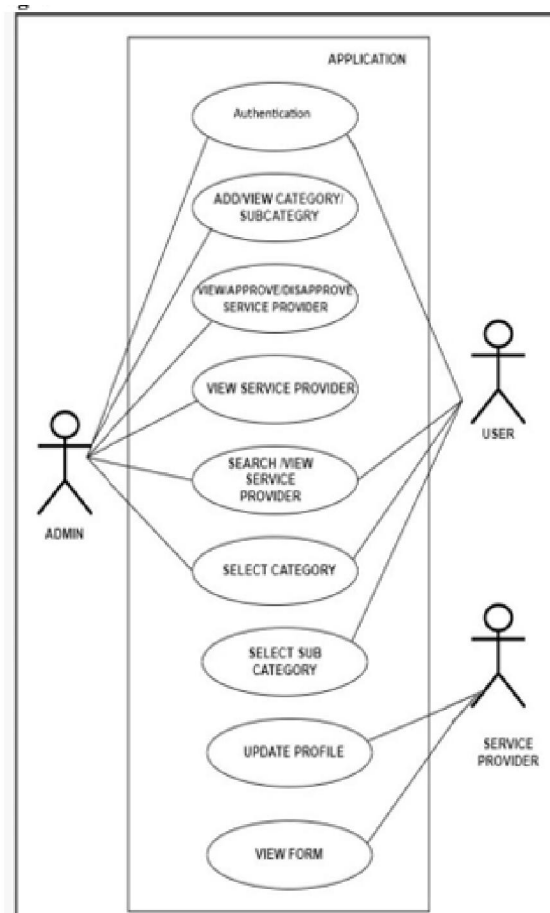 APPLICATION
Authentication
ADD/VIEW CATEGORY/
SUBCATEGRY
VIEW/APPROVE/DISAPPROVE
SERVICE PROVIDER
VIEW SERVICE PROVIDER
USER
SEARCH /VIEW
SERVICE
PROVIDER
ADMIN
SELECT CATEGORY
SELECT SUB
CATEGORY
UPDATE PROFILE
SERVICE
PROVIDER
VIEW FORM